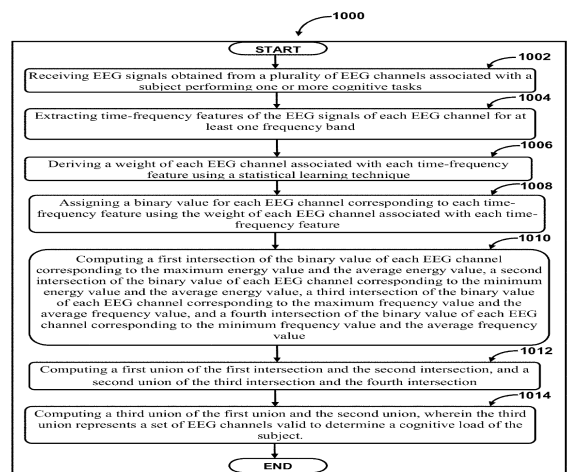 1000
START
1002
Receiving EEG signals obtained from a plurality of EEG channels associated with a
subject performing one or more cognitive tasks
1004
Extracting time-frequency features of the EEG signals of each EEG channel for at
least one frequency band
1006
Deriving a weight of each EEG channel associated with each time-frequency
feature using a statistical learning technique
1008
Assigning a binary value for each EEG channel corresponding to each time-
frequency feature using the weight of each EEG channel associated with each time-
frequency feature
1010
Computing a first intersection of the binary value of each EEG channel
corresponding to the maximum energy value and the average energy value, a second
intersection of the binary value of each EEG channel corresponding to the minimum
energy value and the average energy value, a third intersection of the binary value
of each EEG channel corresponding to the maximum frequency value and the
average frequency value, and a fourth intersection of the binary value of each EEG
channel corresponding to the minimum frequency value and the average frequency
value
1012
Computing a first union of the first intersection and the second intersection, and a
second union of the third intersection and the fourth intersection
1014
Computing a third union of the first union and the second union, wherein the third
union represents a set of EEG channels valid to determine a cognitive load of the
subject.
END